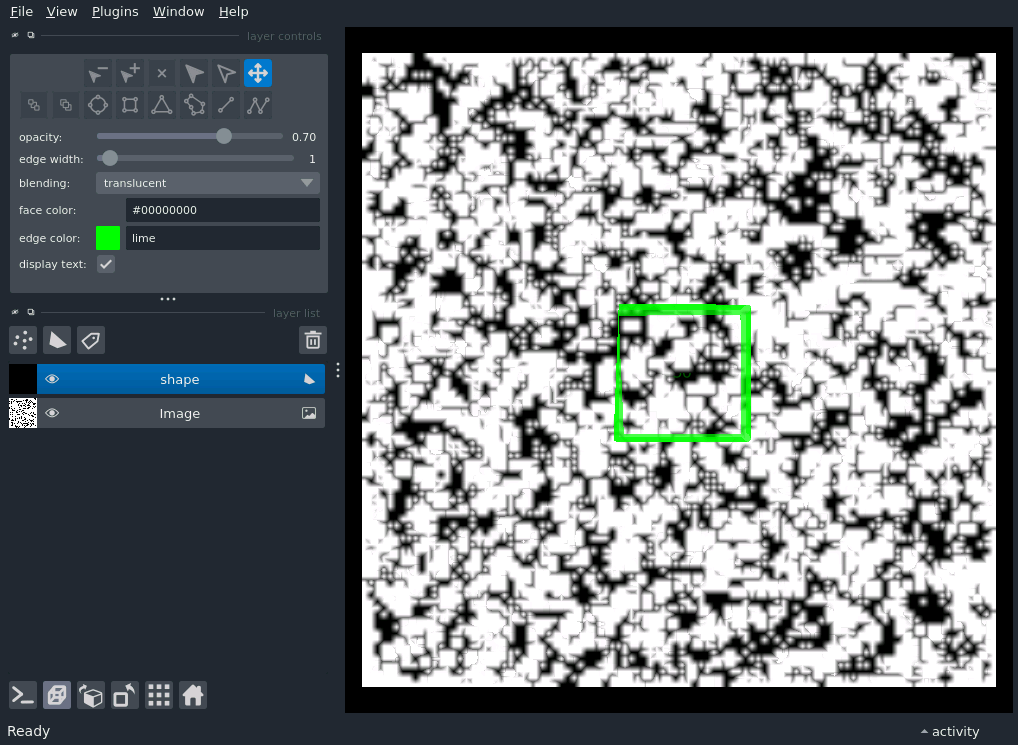 File View Plugins Window Help
layer controls
opacity: 0.70
edge width: 1
blending: translucent
face color: #00000000
edge color: lime
display text:
layer list
shape
Image
Ready
activity